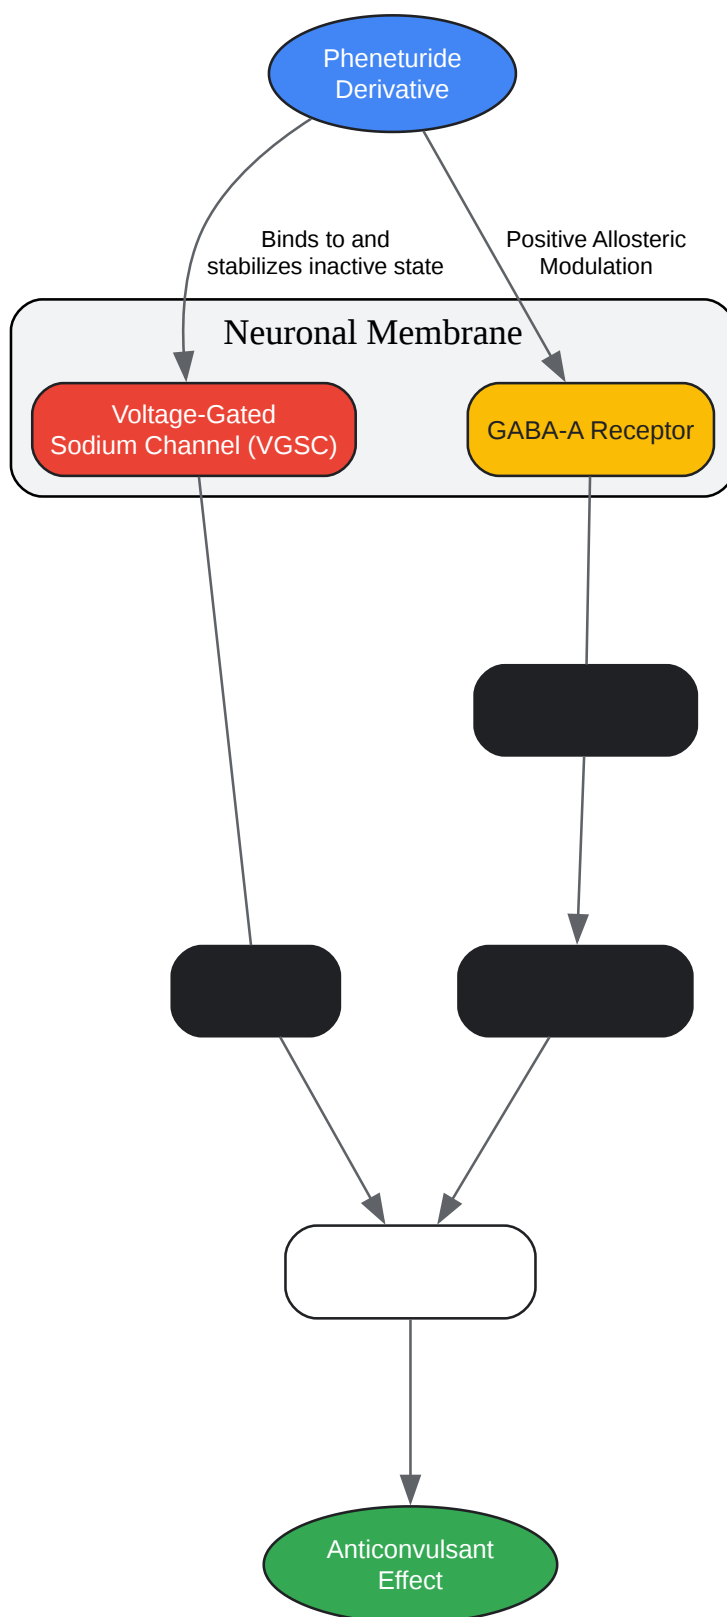 Pheneturide
Derivative
Binds to and
stabilizes inactive state
Positive Allosteric
Modulation
Neuronal Membrane
Voltage-Gated
Sodium Channel (VGSC)
GABA-A Receptor
Anticonvulsant
Effect